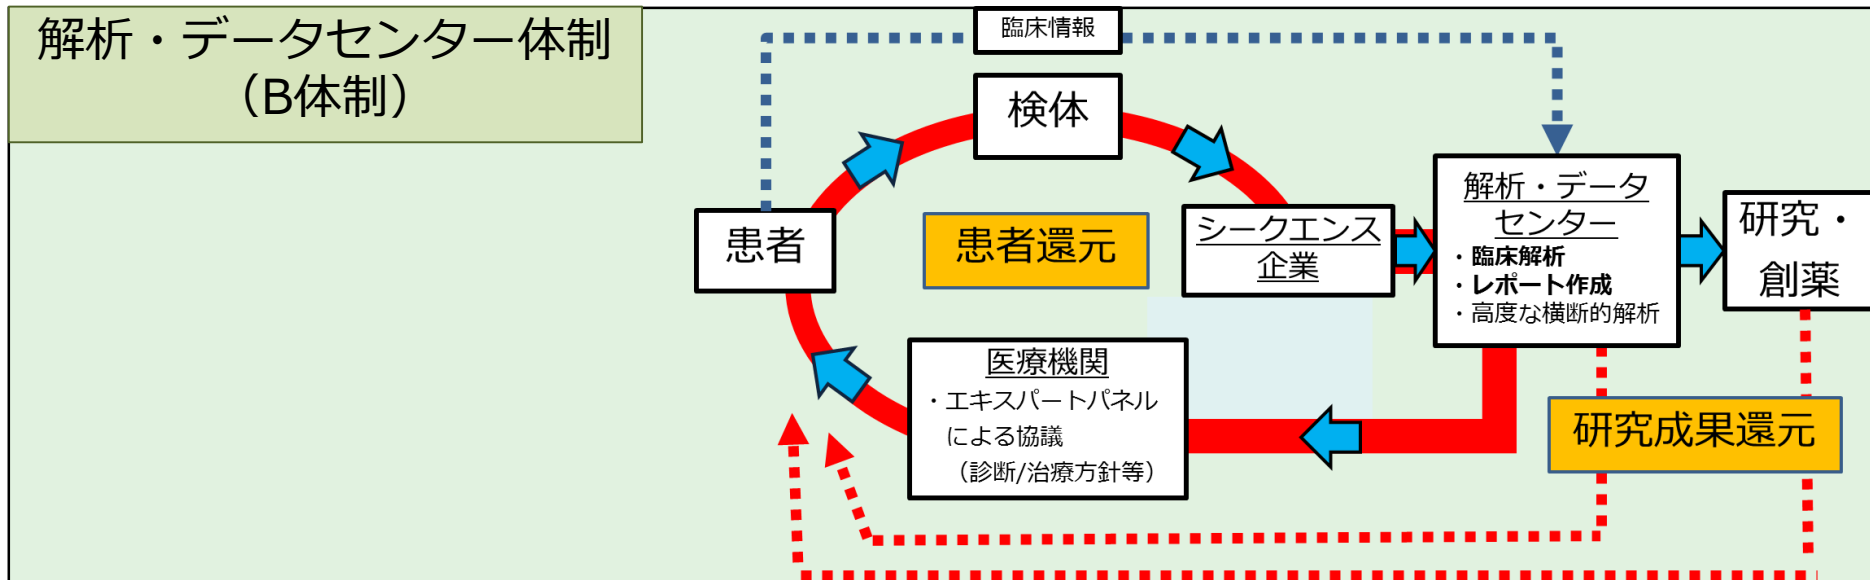 解析・データセンター体制
（B体制）
臨床情報
検体
患者
患者還元
シークエンス
企業
解析・データ
センター
・臨床解析
・レポート作成
・高度な横断的解析
研究・
創薬
医療機関
・エキスパートパネル
による協議
（診断/治療方針等）
研究成果還元